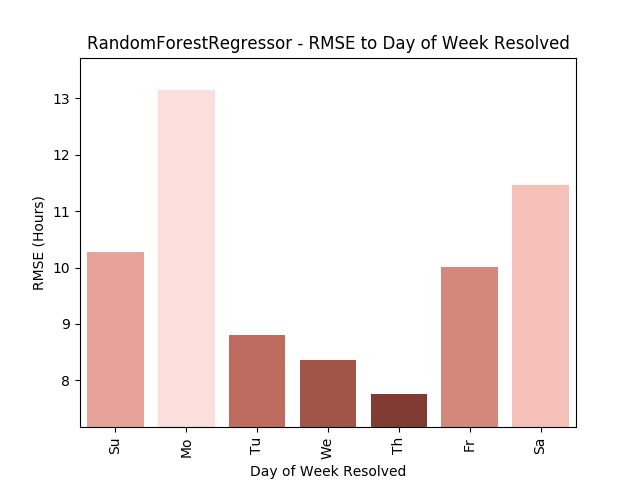 RandomForestRegressor - RMSE to Day of Week Resolved
13
12
11
10
9
8
RMSE (Hours)
Su Mo Tu We Th Fr Sa
Day of Week Resolved